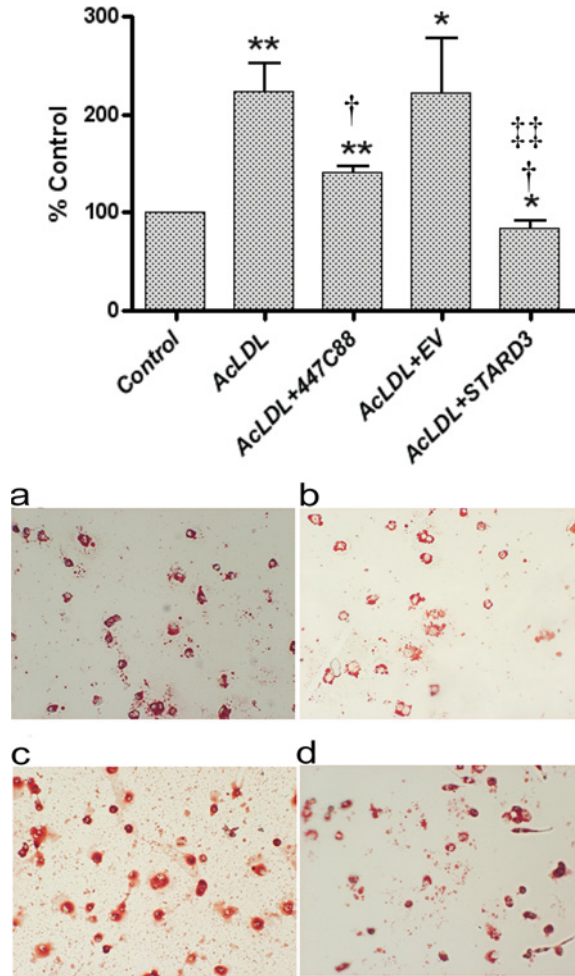 300
200
100
0
% Control
**
†
**
*
‡‡
†
*
Control
AcLDL
AcLDL+447C88
AcLDL+EV
AcLDL+STARD3
a
b
c
d